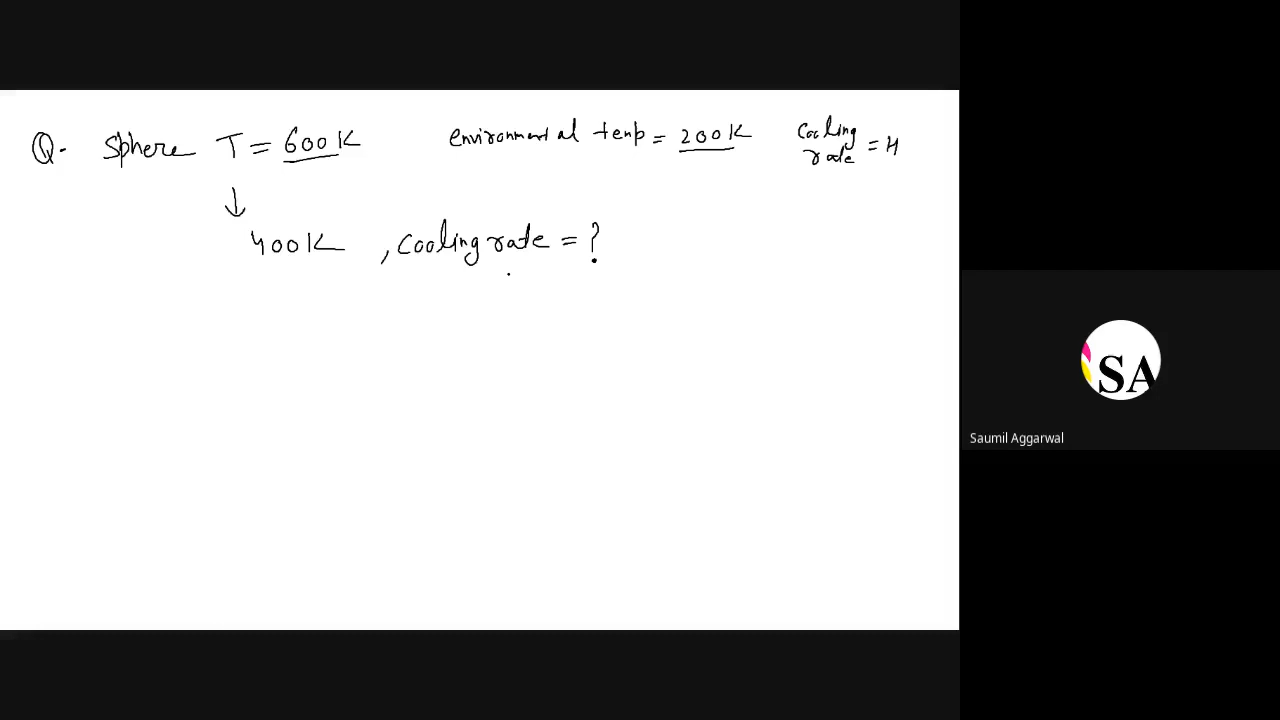 Q. Sphere T = 600K environmental temp = 200K cooling rate = H
↓
400K , cooling rate = ?
SA
Saumil Aggarwal